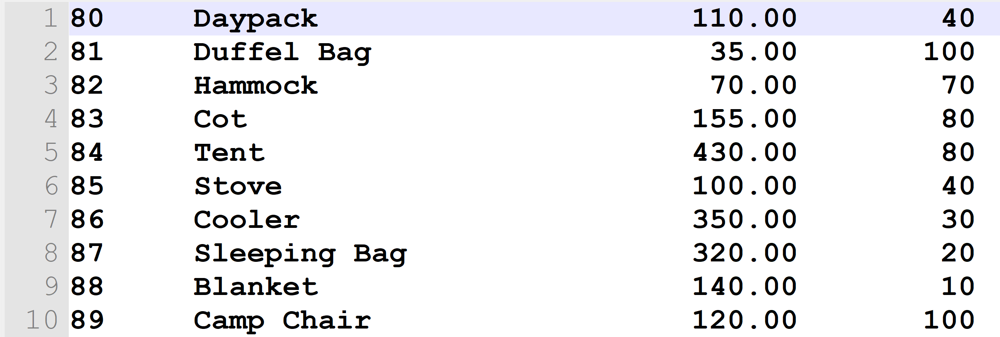 1 80 Daypack 110.00 40
2 81 Duffel Bag 35.00 100
3 82 Hammock 70.00 70
4 83 Cot 155.00 80
5 84 Tent 430.00 80
6 85 Stove 100.00 40
7 86 Cooler 350.00 30
8 87 Sleeping Bag 320.00 20
9 88 Blanket 140.00 10
10 89 Camp Chair 120.00 100